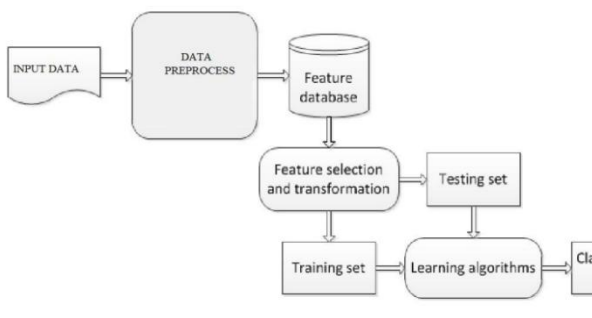 INPUT DATA
DATA
PREPROCESS
Feature
database
Feature selection
and transformation
Testing set
Training set
Learning algorithms